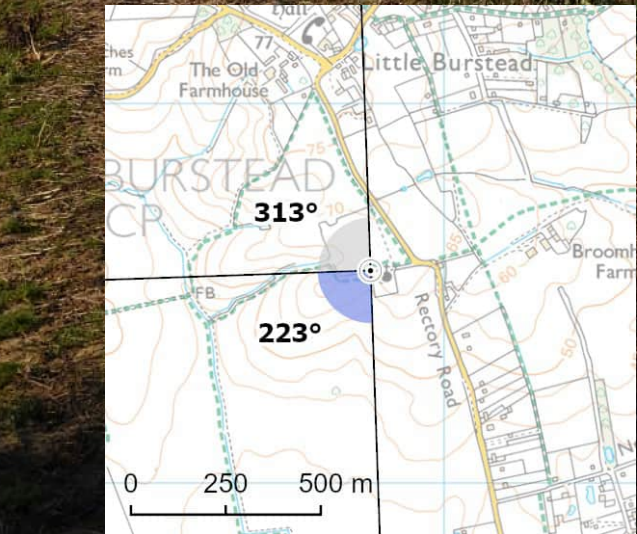 Hall
77
The Old
Farmhouse
Little Burstead
75
BURSTEAD
CP
313°
70
65
60
Broomh
Farm
FB
223°
Rectory Road
50
N
0 250 500 m